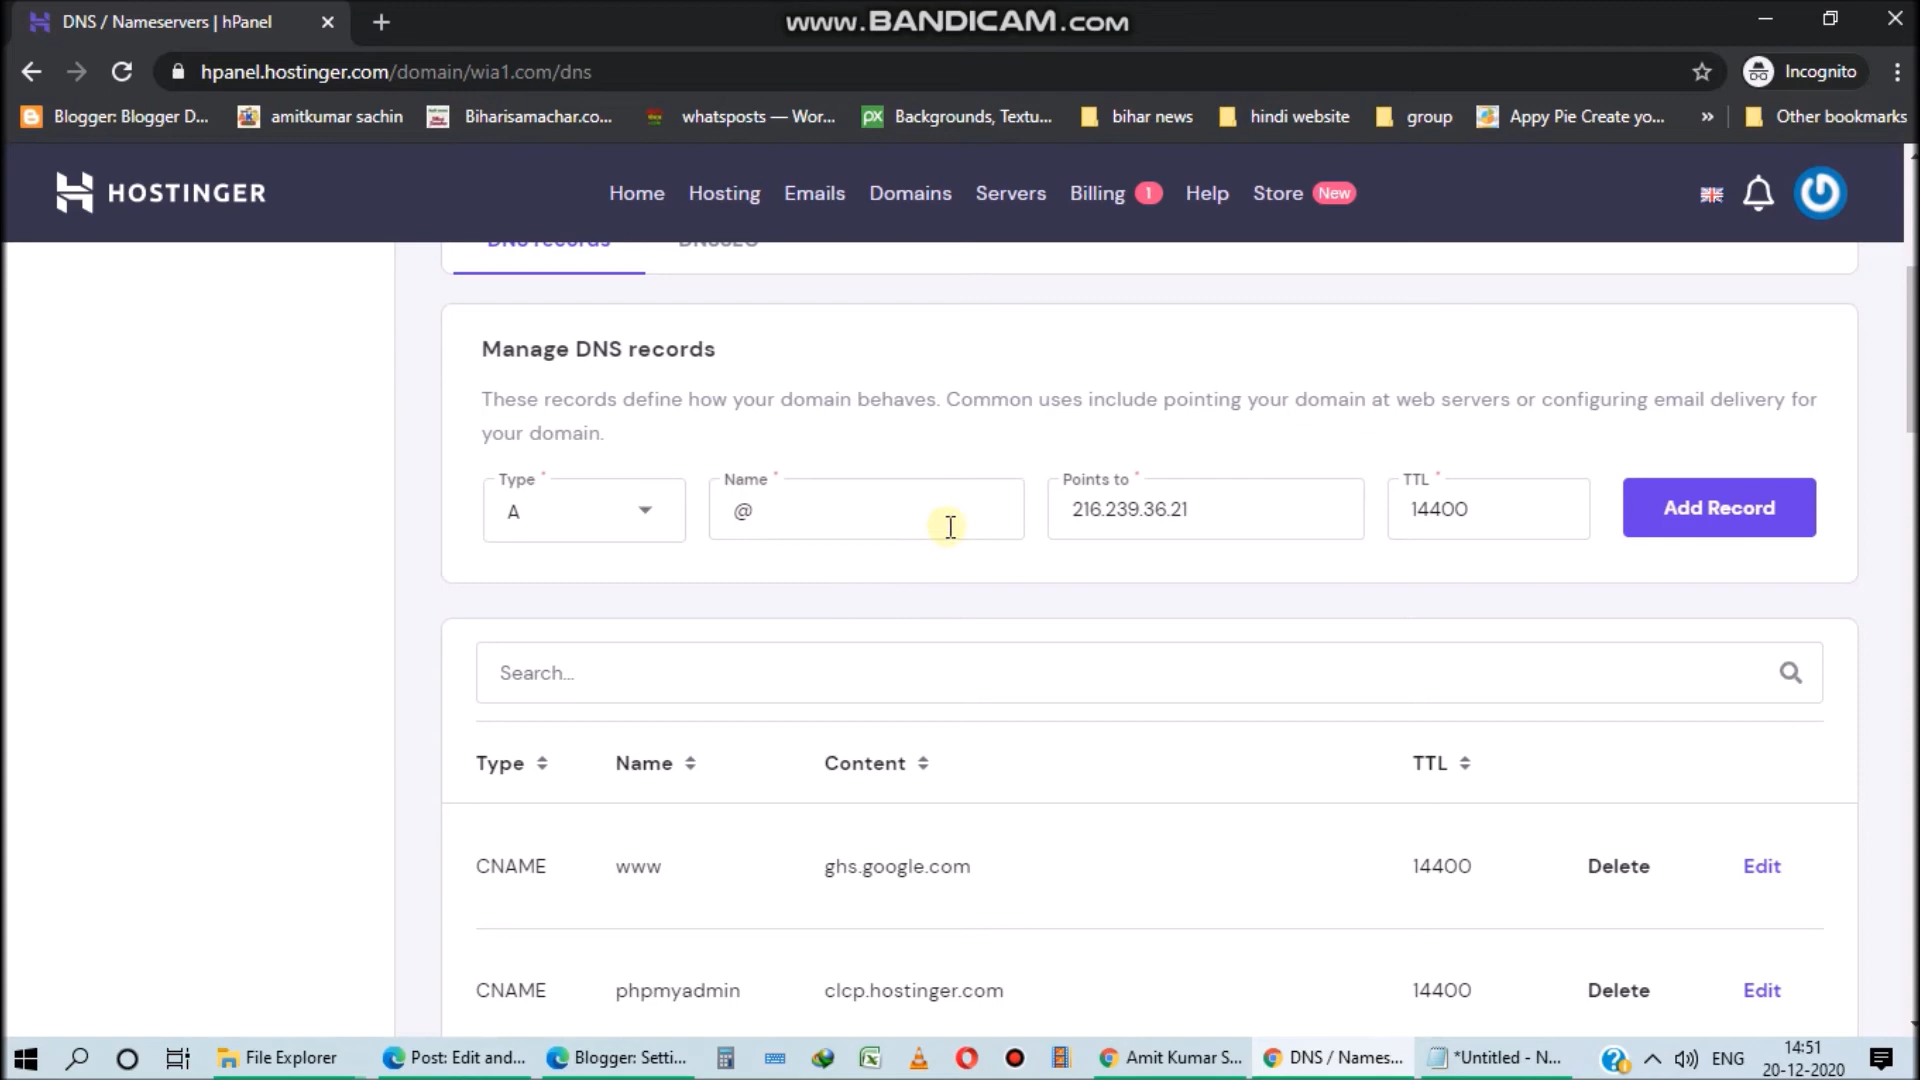 DNS / Nameservers | hPanel
www.BANDICAM.com
hpanel.hostinger.com/domain/wia1.com/dns
Incognito
Blogger: Blogger D...
amitkumar sachin
Biharisamachar.co...
whatsposts — Wor...
px
Backgrounds, Textu...
bihar news
hindi website
group
Appy Pie Create yo...
»
Other bookmarks
HOSTINGER
Home
Hosting
Emails
Domains
Servers
Billing 1
Help
Store New
DNS records
DNSSEC
Manage DNS records
These records define how your domain behaves. Common uses include pointing your domain at web servers or configuring email delivery for
your domain.
Type *
Name *
Points to *
TTL *
A
@
216.239.36.21
14400
Add Record
Search...
Type
Name
Content
TTL
CNAME www ghs.google.com 14400 Delete Edit
CNAME phpmyadmin clcp.hostinger.com 14400 Delete Edit
File Explorer
Post: Edit and...
Blogger: Setti...
Amit Kumar S...
DNS / Names...
*Untitled - N...
ENG
14:51
20-12-2020